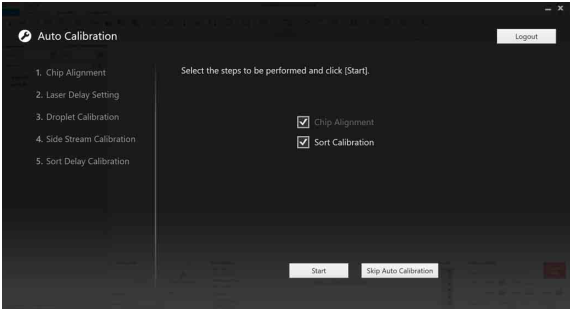 Auto Calibration
Logout
1. Chip Alignment
2. Laser Delay Setting
3. Droplet Calibration
4. Side Stream Calibration
5. Sort Delay Calibration
Select the steps to be performed and click [Start].
Chip Alignment
Sort Calibration
Start
Skip Auto Calibration